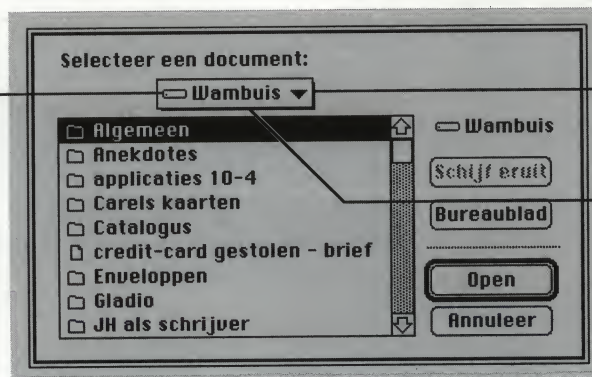 Selecteer een document:
Wambuis
Algemeen
Anekdotes
applicaties 10-4
Carels kaarten
Catalogus
credit-card gestolen - brief
Enveloppen
Gladio
JH als schrijver
Wambuis
Schijf eruit
Bureaublad
Open
Annuleer